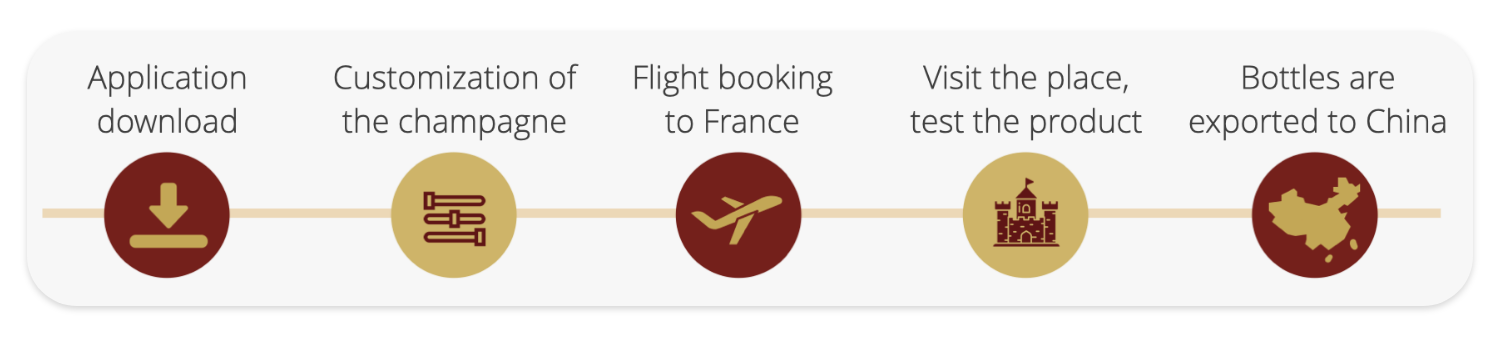 Application
download
Customization of
the champagne
Flight booking
to France
Visit the place,
test the product
Bottles are
exported to China